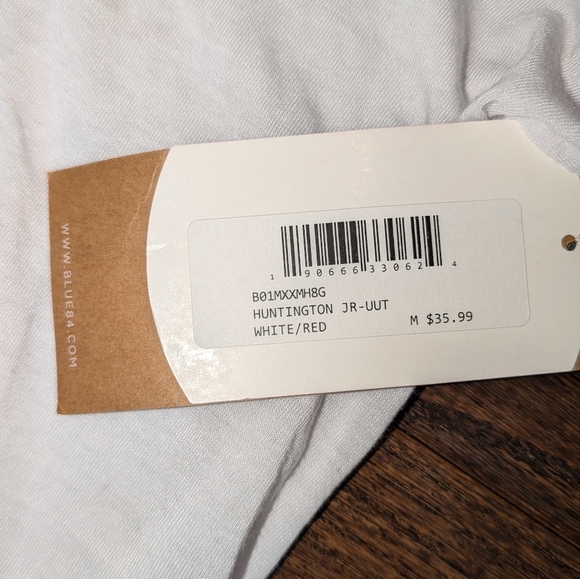 WWW.BLUE84.COM
1 90666 33062 4
B01MXXMH8G
HUNTINGTON JR-UUT
WHITE/RED M $35.99